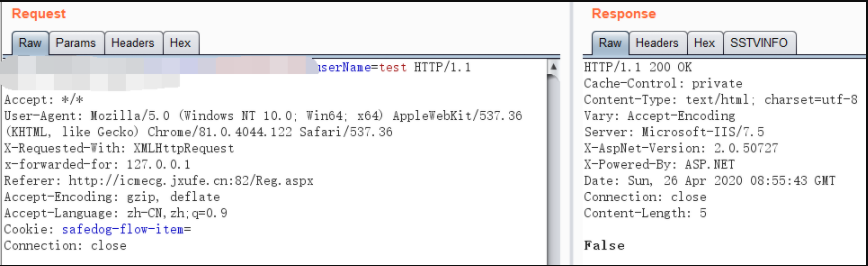 Request
Raw Params Headers Hex
userName=test HTTP/1.1
Accept: */*
User-Agent: Mozilla/5.0 (Windows NT 10.0; Win64; x64) AppleWebKit/537.36
(KHTML, like Gecko) Chrome/81.0.4044.122 Safari/537.36
X-Requested-With: XMLHttpRequest
x-forwarded-for: 127.0.0.1
Referer: http://icmecg.jxufe.cn:82/Reg.aspx
Accept-Encoding: gzip, deflate
Accept-Language: zh-CN,zh;q=0.9
Cookie: safedog-flow-item=
Connection: close
Response
Raw Headers Hex SSTVINFO
HTTP/1.1 200 OK
Cache-Control: private
Content-Type: text/html; charset=utf-8
Vary: Accept-Encoding
Server: Microsoft-IIS/7.5
X-AspNet-Version: 2.0.50727
X-Powered-By: ASP.NET
Date: Sun, 26 Apr 2020 08:55:43 GMT
Connection: close
Content-Length: 5
False